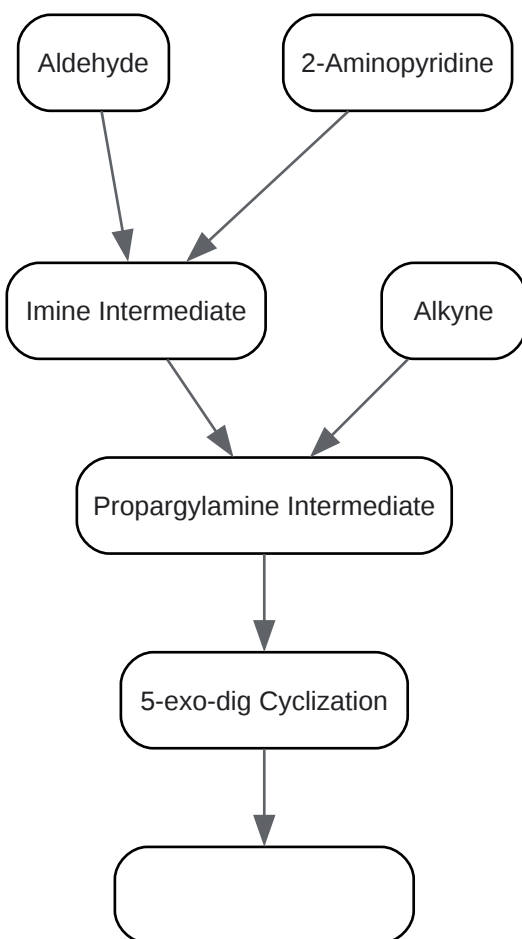 Aldehyde
2-Aminopyridine
Imine Intermediate
Alkyne
Propargylamine Intermediate
5-exo-dig Cyclization